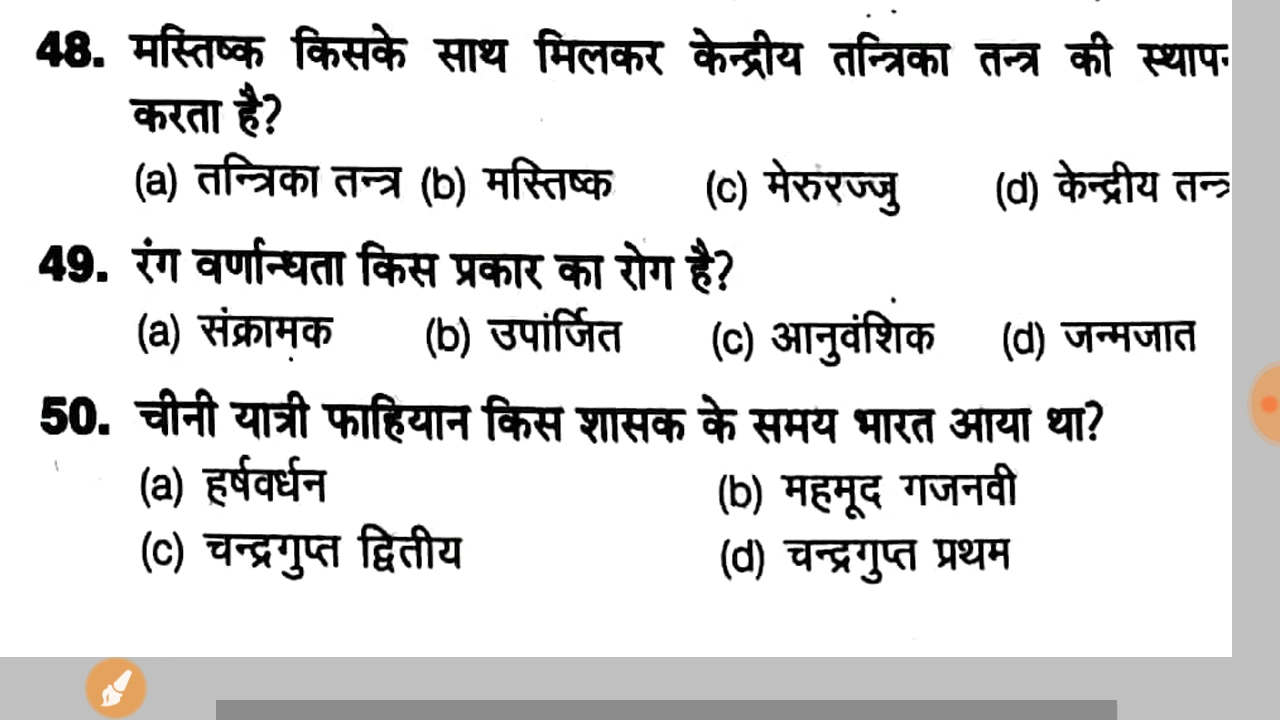 48. मस्तिष्क किसके साथ मिलकर केन्द्रीय तन्त्रिका तन्त्र की
करता है?
(a) तन्त्रिका तन्त्र (b) मस्तिष्क (c) मेरुरज्जु (d) केन्द्रीय तन्त्र
49. रंग वर्णान्धता किस प्रकार का रोग है?
(a) संक्रामक (b) उपार्जित (c) आनुवंशिक (d) जन्मजात
50. चीनी यात्री फाहियान किस शासक के समय भारत आया था?
(a) हर्षवर्धन (b) महमूद गजनवी
(c) चन्द्रगुप्त द्वितीय (d) चन्द्रगुप्त प्रथम